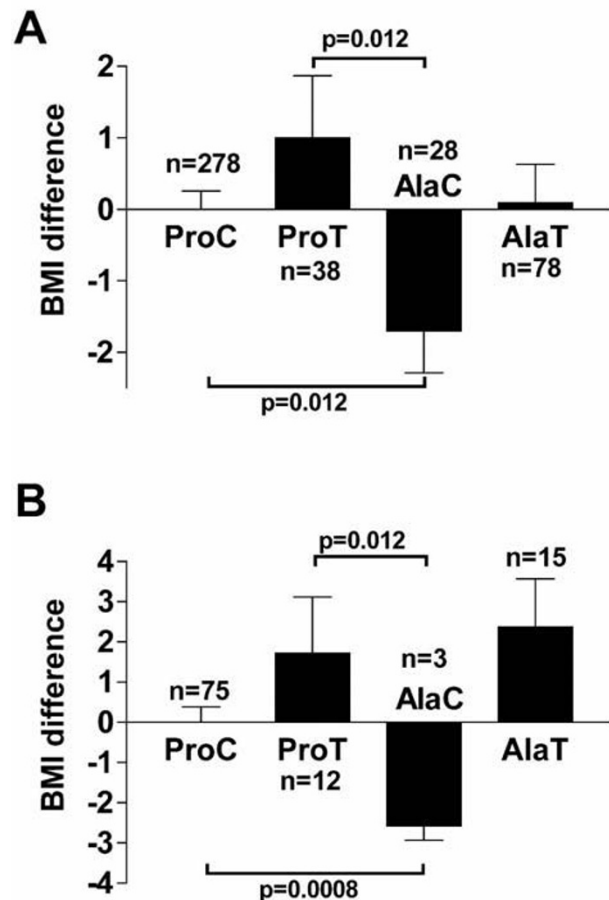 A
p=0.012
2
1
0
-1
-2
BMI difference
n=278
n=28
AlaC
ProC
ProT
AlaT
n=38
n=78
p=0.012
B
p=0.012
4
3
2
1
0
-1
-2
-3
-4
BMI difference
n=15
n=75
n=3
AlaC
ProC
ProT
AlaT
n=12
p=0.0008